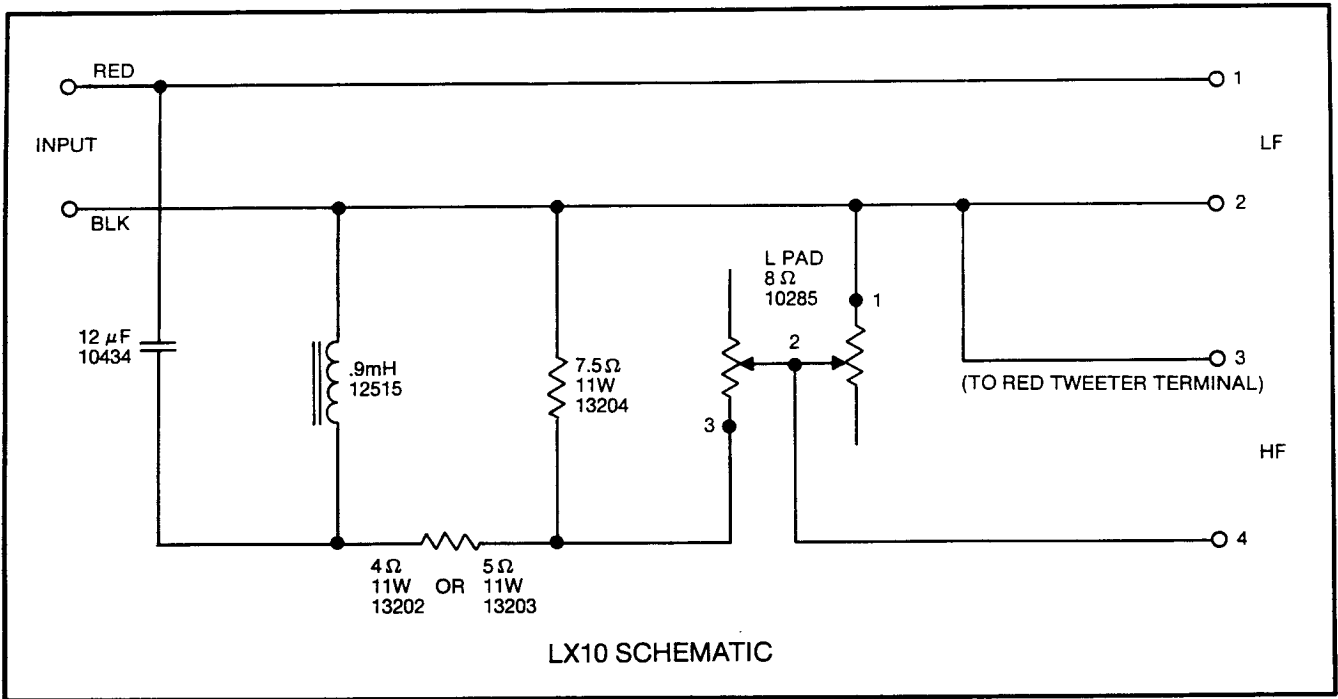 RED
1
INPUT
LF
BLK
2
L PAD
8 Ω
10285
1
12 μF
10434
.9mH
12515
7.5Ω
11W
13204
2
3
(TO RED TWEETER TERMINAL)
3
HF
4
4Ω
11W
13202
OR
5Ω
11W
13203
LX10 SCHEMATIC